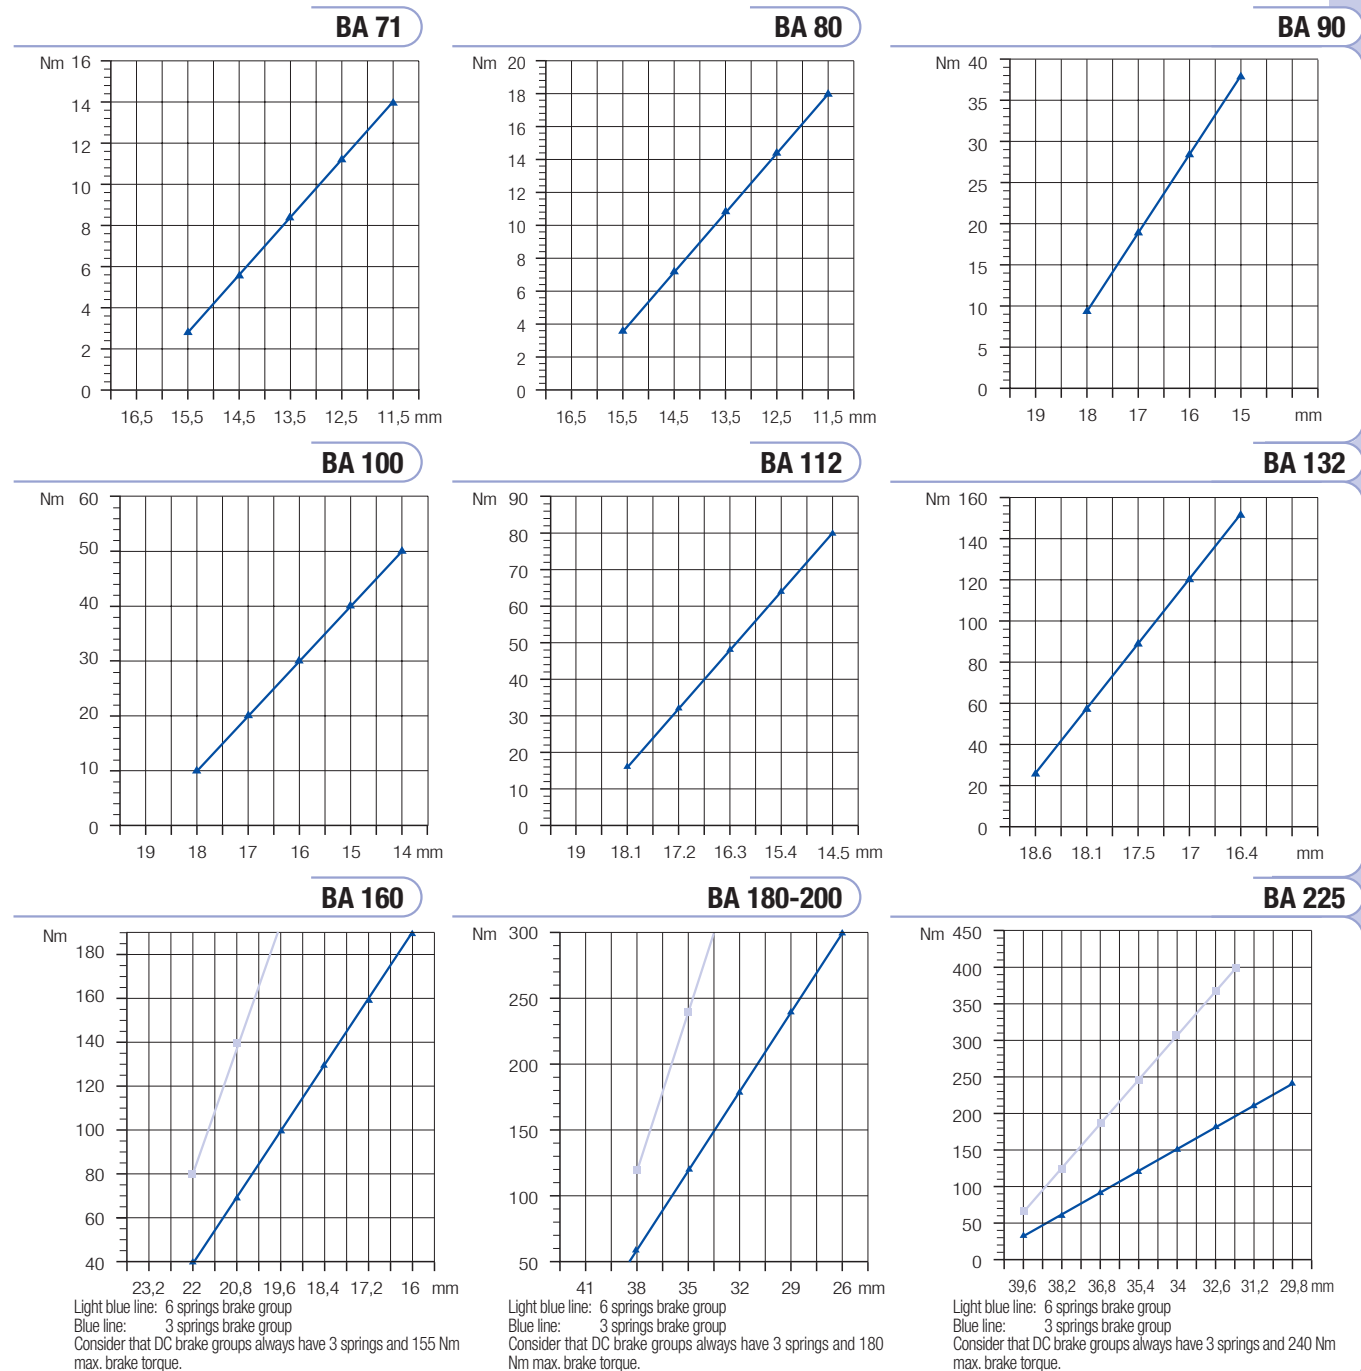 BA 71
Nm 16
14
12
10
8
6
4
2
0
16,5 15,5 14,5 13,5 12,5 11,5 mm
BA 80
Nm 20
18
16
14
12
10
8
6
4
2
0
16,5 15,5 14,5 13,5 12,5 11,5 mm
BA 90
Nm 40
35
30
25
20
15
10
5
0
19 18 17 16 15 mm
BA 100
Nm 60
50
40
30
20
10
0
19 18 17 16 15 14 mm
BA 112
Nm 90
80
70
60
50
40
30
20
10
0
19 18.1 17.2 16.3 15.4 14.5 mm
BA 132
Nm 160
140
120
100
80
60
40
20
0
18.6 18.1 17.5 17 16.4 mm
BA 160
Nm
180
160
140
120
100
80
60
40
23,2 22 20,8 19,6 18,4 17,2 16 mm
Light blue line: 6 springs brake group
Blue line: 3 springs brake group
Consider that DC brake groups always have 3 springs and 155 Nm
max. brake torque.
BA 180-200
Nm 300
250
200
150
100
50
41 38 35 32 29 26 mm
Light blue line: 6 springs brake group
Blue line: 3 springs brake group
Consider that DC brake groups always have 3 springs and 180
Nm max. brake torque.
BA 225
Nm 450
400
350
300
250
200
150
100
50
0
39,6 38,2 36,8 35,4 34 32,6 31,2 29,8 mm
Light blue line: 6 springs brake group
Blue line: 3 springs brake group
Consider that DC brake groups always have 3 springs and 240 Nm
max. brake torque.